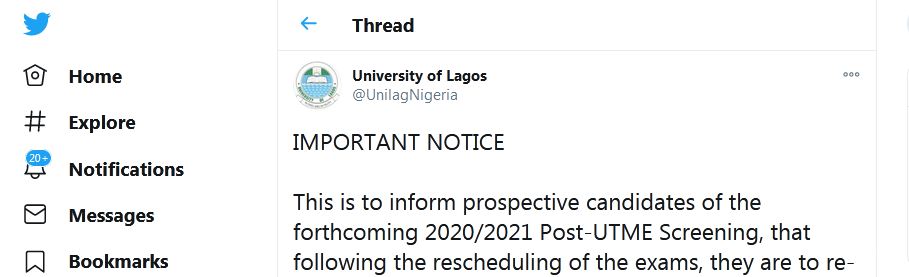 Home
Explore
20+
Notifications
Messages
Bookmarks
Thread
University of Lagos
@UnilagNigeria
IMPORTANT NOTICE
This is to inform prospective candidates of the
forthcoming 2020/2021 Post-UTME Screening, that
following the rescheduling of the exams, they are to re-